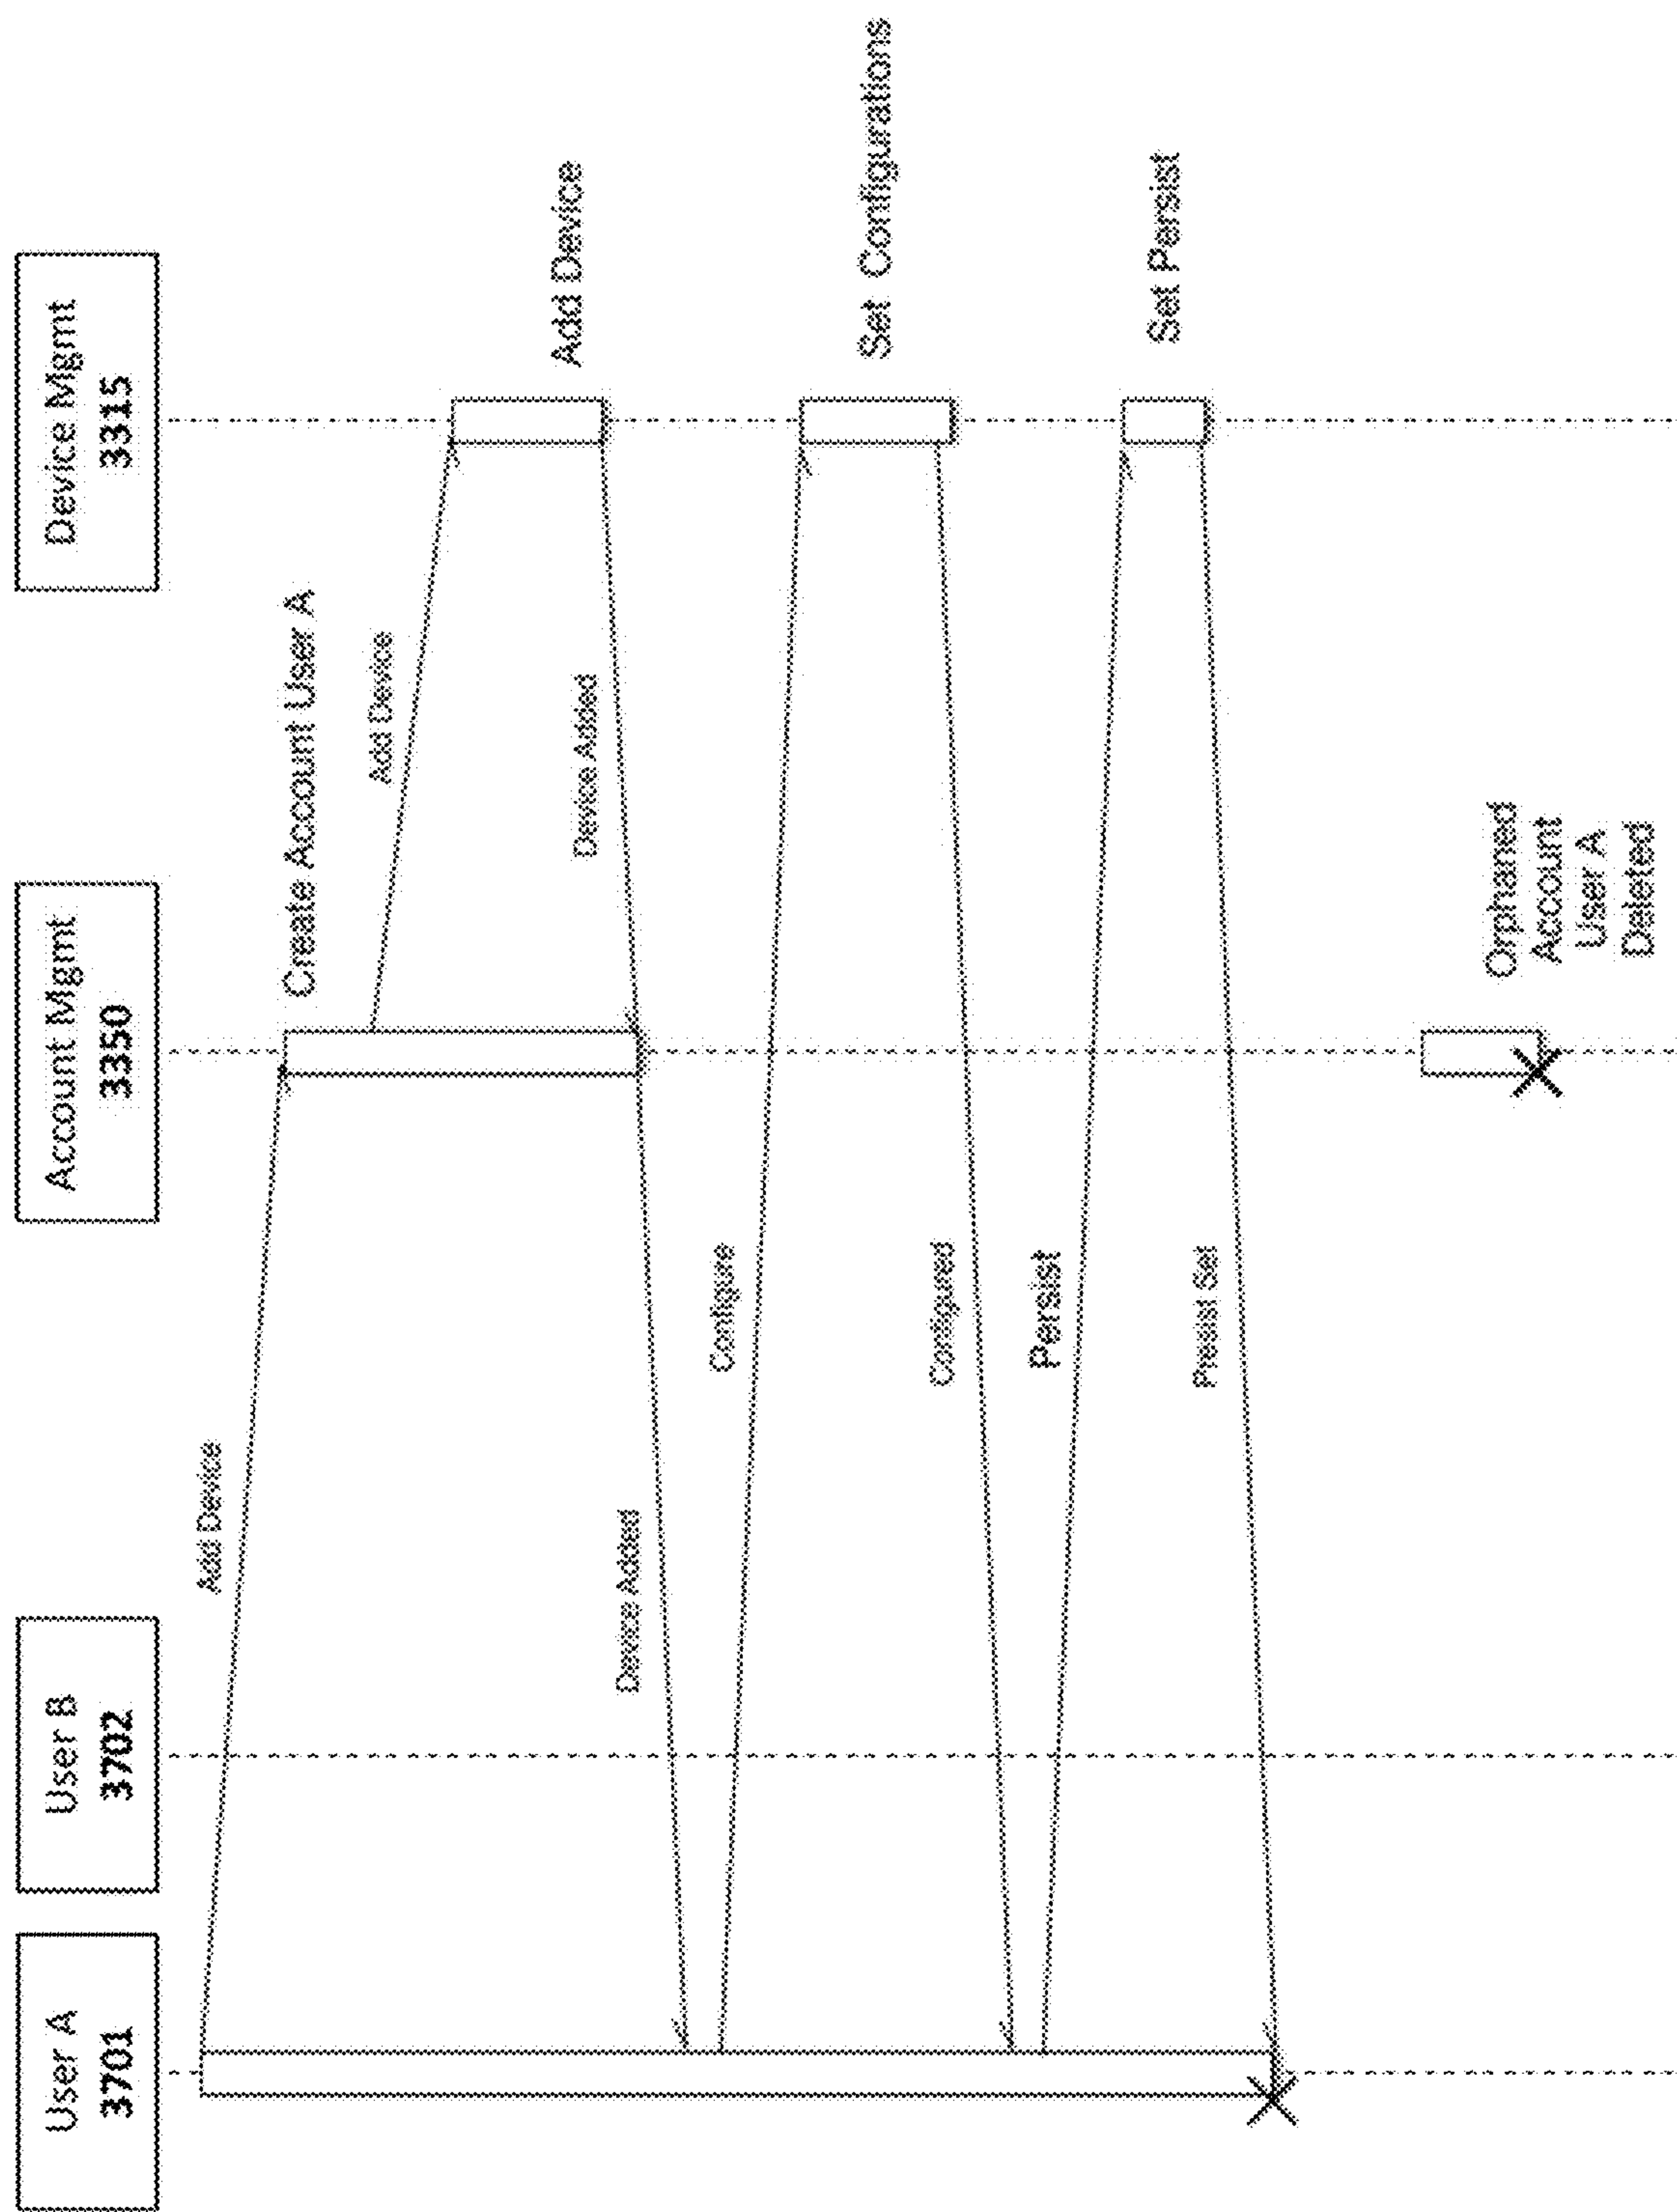 User A
3701
User B
3702
Account Mgmt
3350
Device Mgmt
3315
Add Device
Create Account User A
Add Device
Add Device
Device Added
Device Added
Configure
Set Configurations
Configured
Persist
Set Persist
Presist Set
Orphaned
Account
User A
Deleted